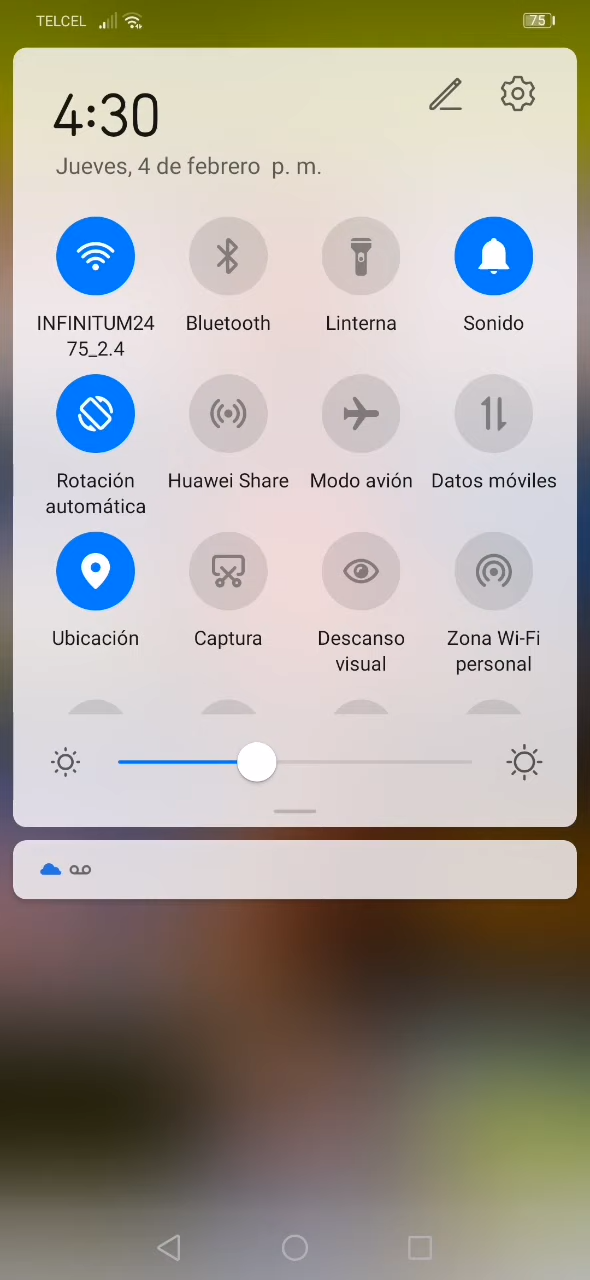 TELCEL
75
4:30
Jueves, 4 de febrero p. m.
INFINITUM24
75_2.4
Bluetooth
Linterna
Sonido
Rotación
automática
Huawei Share
Modo avión
Datos móviles
Ubicación
Captura
Descanso
visual
Zona Wi-Fi
personal